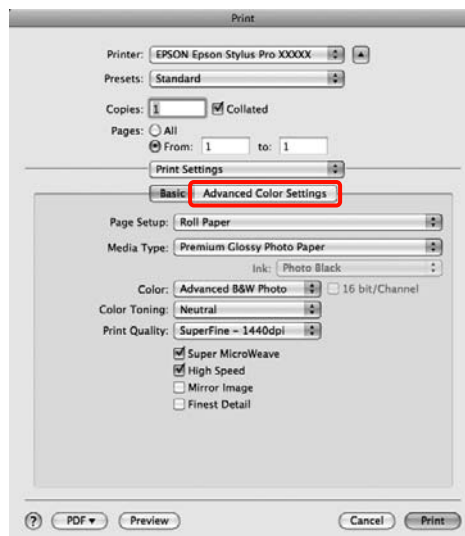 Print
Printer: EPSON Epson Stylus Pro XXXXX
Presets: Standard
Copies: 1 Collated
Pages: All
From: 1 to: 1
Print Settings
Basic Advanced Color Settings
Page Setup: Roll Paper
Media Type: Premium Glossy Photo Paper
Ink: Photo Black
Color: Advanced B&W Photo 16 bit/Channel
Color Toning: Neutral
Print Quality: SuperFine - 1440dpi
Super MicroWeave
High Speed
Mirror Image
Finest Detail
? PDF Preview Cancel Print